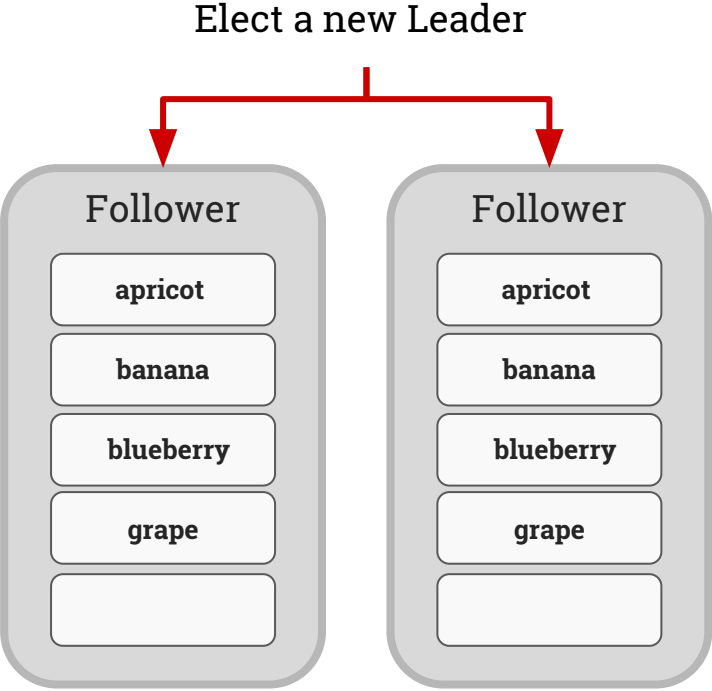 Elect a new Leader
Follower
apricot
banana
blueberry
grape
Follower
apricot
banana
blueberry
grape